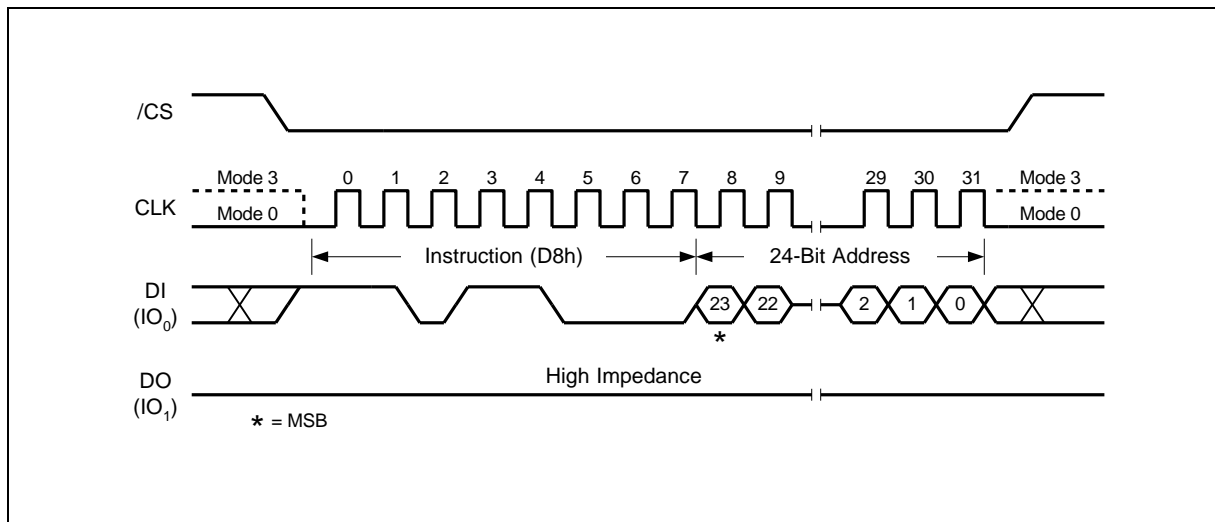 /CS
Mode 3 0 1 2 3 4 5 6 7 8 9 29 30 31 Mode 3
CLK Mode 0 Mode 0
Instruction (D8h) 24-Bit Address
DI
(IO₀) 23 22 2 1 0
*
DO High Impedance
(IO₁)
* = MSB